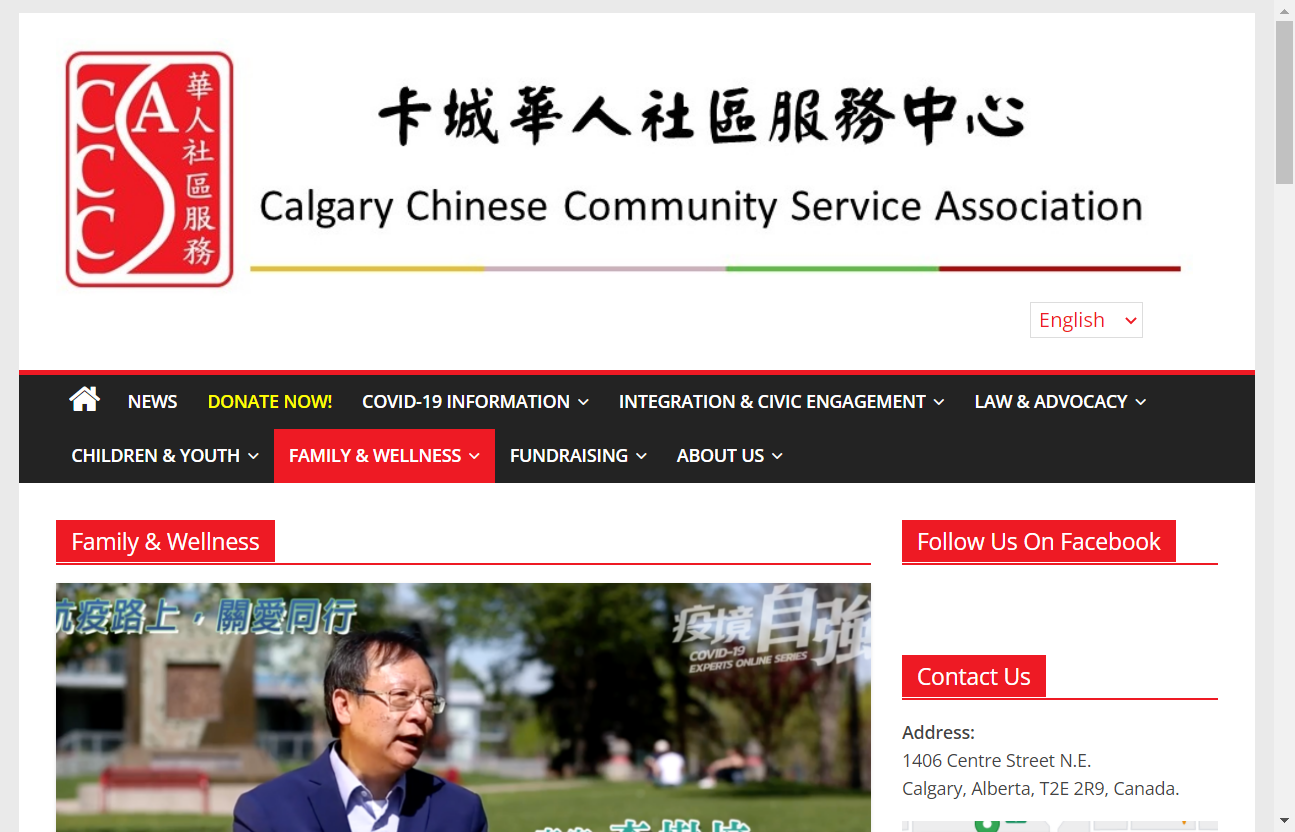 CACCS
華人社區服務
卡城華人社區服務中心
Calgary Chinese Community Service Association
English
NEWS
DONATE NOW!
COVID-19 INFORMATION
INTEGRATION & CIVIC ENGAGEMENT
LAW & ADVOCACY
CHILDREN & YOUTH
FAMILY & WELLNESS
FUNDRAISING
ABOUT US
Family & Wellness
抗疫路上，關愛同行
疫境自強
COVID-19
EXPERTS ONLINE SERIES
Follow Us On Facebook
Contact Us
Address:
1406 Centre Street N.E.
Calgary, Alberta, T2E 2R9, Canada.